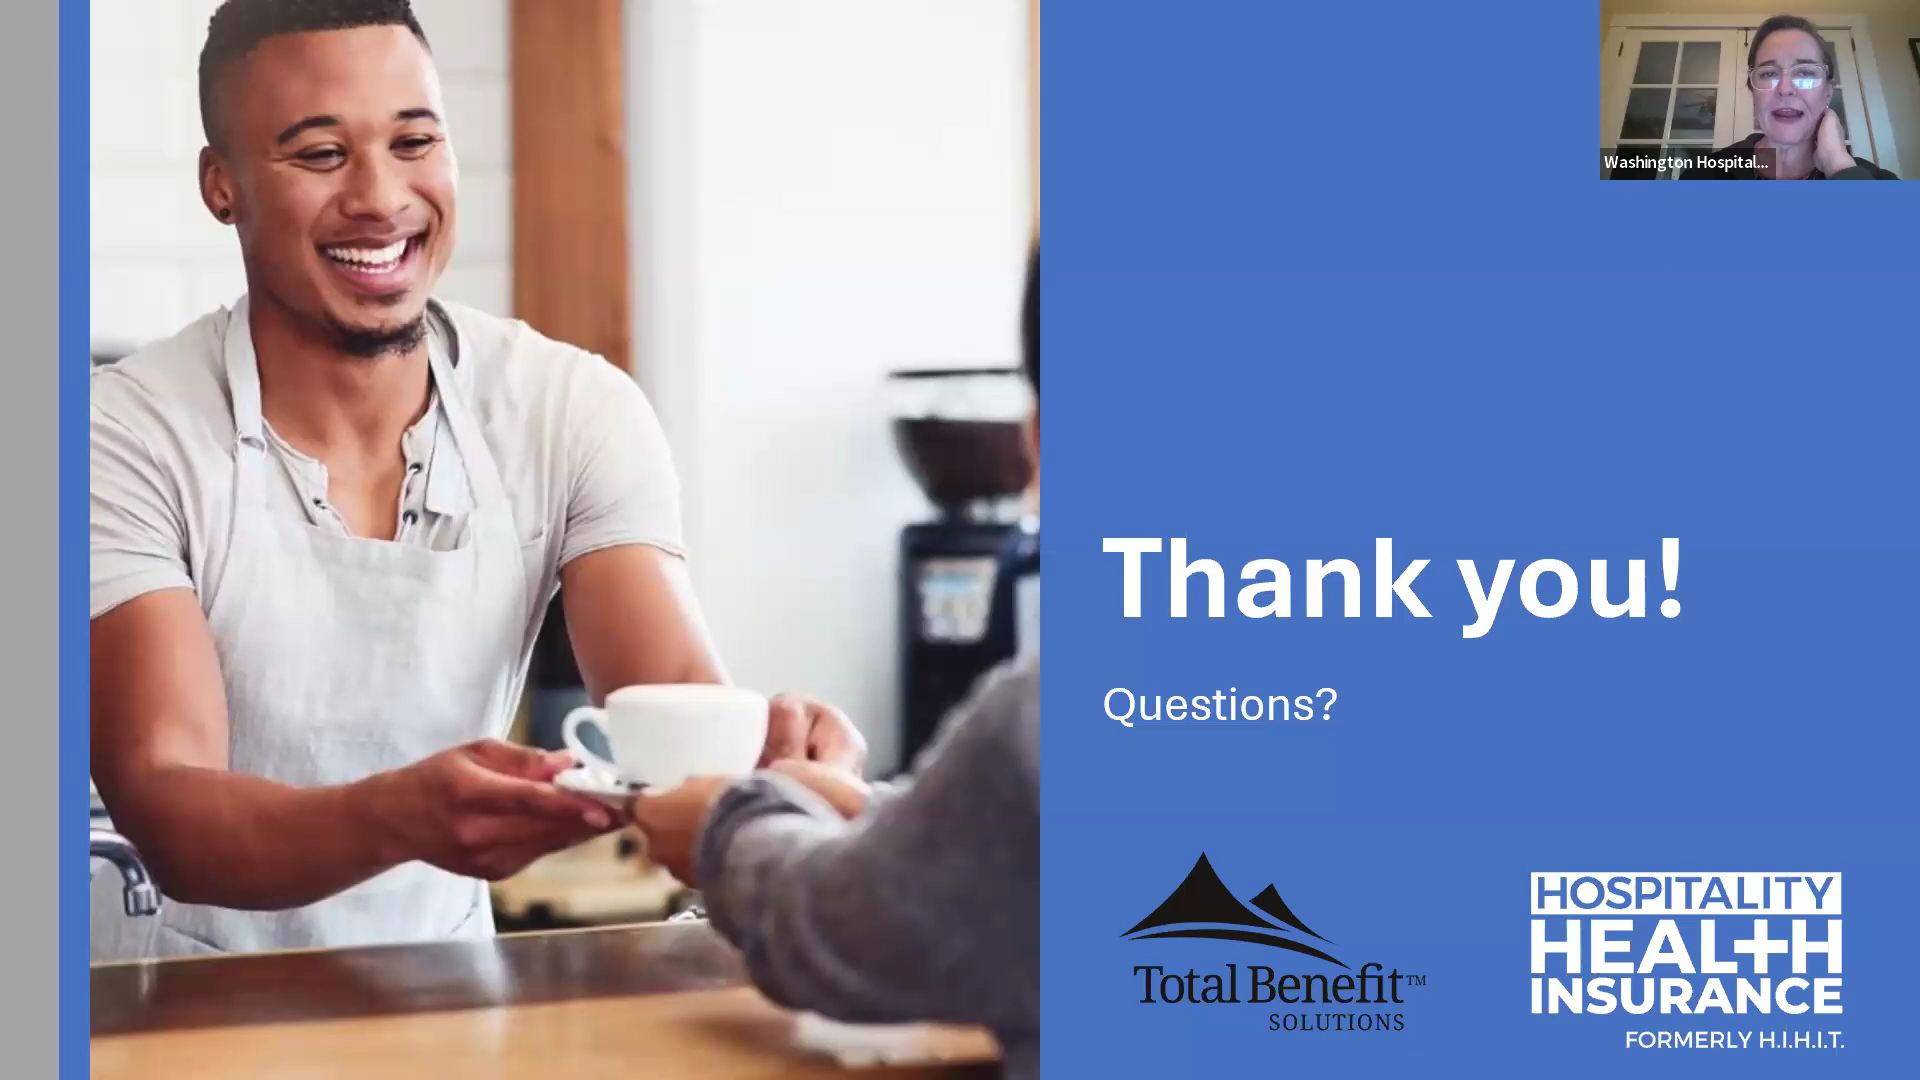 Washington Hospital...
Thank you!
Questions?
Total Benefit™
SOLUTIONS
HOSPITALITY
HEALTH
INSURANCE
FORMERLY H.I.H.I.T.